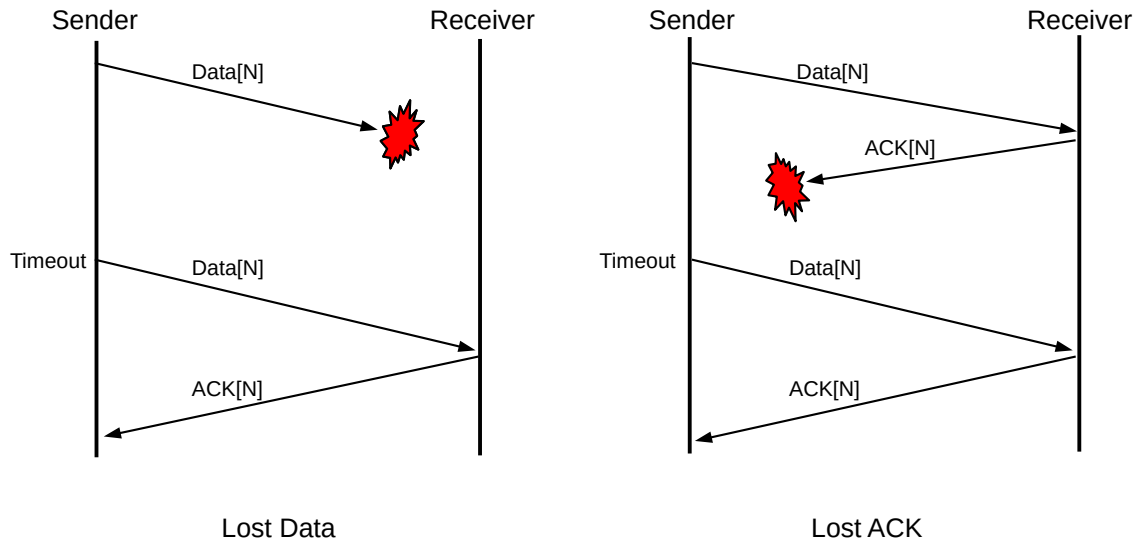 Sender
Receiver
Data[N]
Timeout
Data[N]
ACK[N]
Lost Data
Sender
Receiver
Data[N]
ACK[N]
Timeout
Data[N]
ACK[N]
Lost ACK